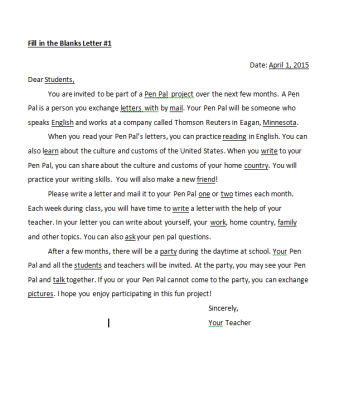 Fill in the Blanks Letter #1
Date: April 1, 2015
Dear Students,
You are invited to be part of a Pen Pal project over the next few months. A Pen
Pal is a person you exchange letters with by mail. Your Pen Pal will be someone who
speaks English and works at a company called Thomson Reuters in Eagan, Minnesota.
When you read your Pen Pal's letters, you can practice reading in English. You can
also learn about the culture and customs of the United States. When you write to your
Pen Pal, you can share about the culture and customs of your home country. You will
practice your writing skills. You will also make a new friend!
Please write a letter and mail it to your Pen Pal one or two times each month.
Each week during class, you will have time to write a letter with the help of your
teacher. In your letter you can write about yourself, your work, home country, family
and other topics. You can also ask your pen pal questions.
After a few months, there will be a party during the daytime at school. Your Pen
Pal and all the students and teachers will be invited. At the party, you may see your Pen
Pal and talk together. If you or your Pen Pal cannot come to the party, you can exchange
pictures. I hope you enjoy participating in this fun project!
Sincerely,
Your Teacher